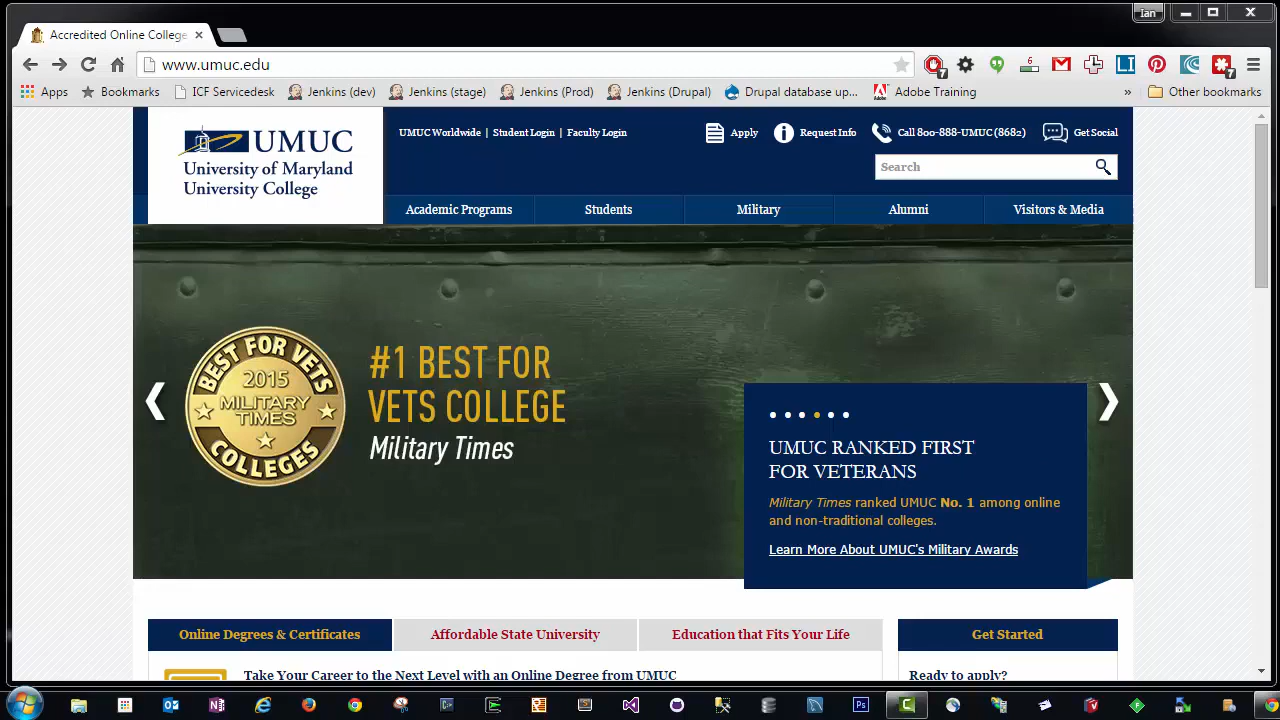 ian
Accredited Online College
www.umuc.edu
6
7
7
Apps
Bookmarks
ICF Servicedesk
Jenkins (dev)
Jenkins (stage)
Jenkins (Prod)
Jenkins (Drupal)
Drupal database up...
Adobe Training
»
Other bookmarks
UMUC
University of Maryland
University College
UMUC Worldwide | Student Login | Faculty Login
Apply
Request Info
Call 800-888-UMUC (8682)
Get Social
Search
Academic Programs
Students
Military
Alumni
Visitors & Media
BEST FOR VETS
2015
MILITARY
TIMES
COLLEGES
#1 BEST FOR
VETS COLLEGE
Military Times
UMUC RANKED FIRST
FOR VETERANS
Military Times ranked UMUC No. 1 among online
and non-traditional colleges.
Learn More About UMUC's Military Awards
Online Degrees & Certificates
Affordable State University
Education that Fits Your Life
Get Started
Take Your Career to the Next Level with an Online Degree from UMUC
Ready to apply?